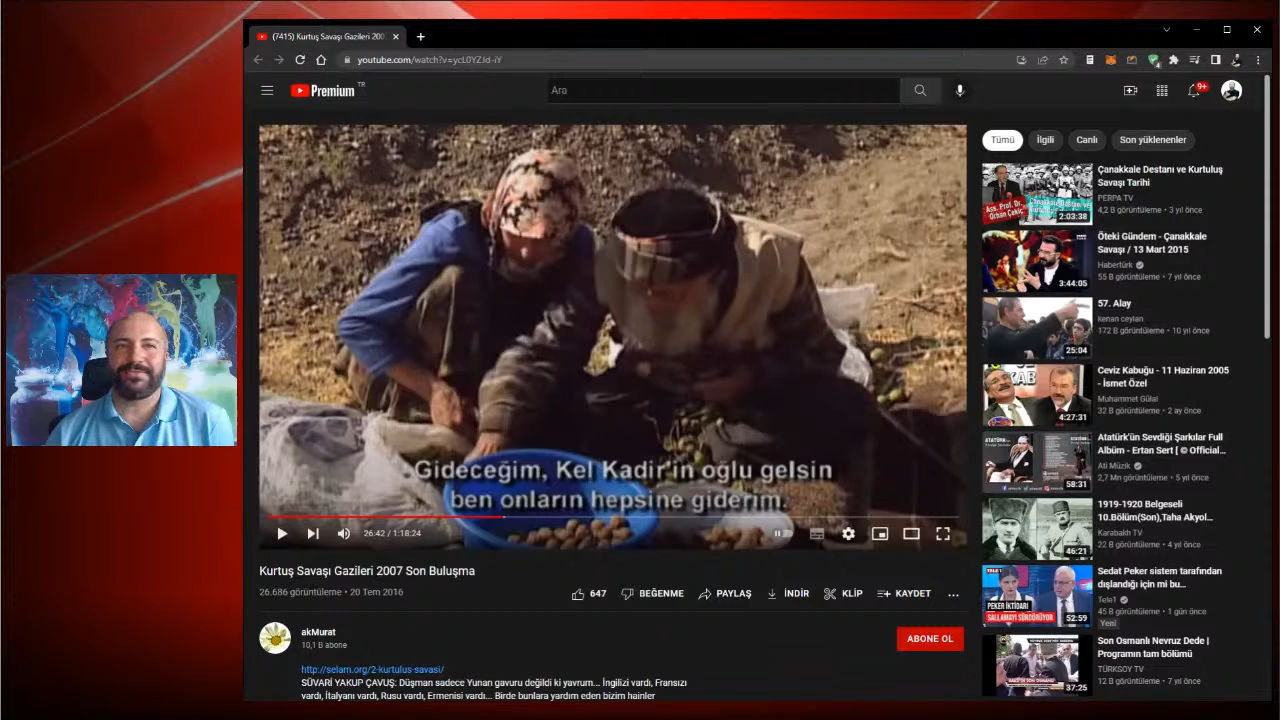 (7415) Kurtuş Savaşı Gazileri 200
youtube.com/watch?v=ycL0YZJd-iY
Premium TR
Ara
9+
Gideceğim, Kel Kadir'in oğlu gelsin
ben onların hepsine giderim.
26:42 / 1:18:24
Kurtuş Savaşı Gazileri 2007 Son Buluşma
26.686 görüntüleme • 20 Tem 2016
647
BEĞENME
PAYLAŞ
İNDİR
KLİP
KAYDET
akMurat
10,1 B abone
ABONE OL
http://selam.org/2-kurtulus-savasi/
SÜVARİ YAKUP ÇAVUŞ: Düşman sadece Yunan gavuru değildi ki yavrum... İngilizi vardı, Fransızı
vardı, İtalyanı vardı, Rusu vardı, Ermenisi vardı... Birde bunlara yardım eden bizim hainler
Tümü
İlgili
Canlı
Son yüklenenler
Çanakkale Destanı ve Kurtuluş
Savaşı Tarihi
PERPA TV
4,2 B görüntüleme • 3 yıl önce
2:03:38
Öteki Gündem - Çanakkale
Savaşı / 13 Mart 2015
Habertürk
55 B görüntüleme • 7 yıl önce
3:44:05
57. Alay
kenan ceylan
172 B görüntüleme • 10 yıl önce
25:04
Ceviz Kabuğu - 11 Haziran 2005
- İsmet Özel
Muhammet Gülal
32 B görüntüleme • 2 ay önce
4:27:31
Atatürk'ün Sevdiği Şarkılar Full
Albüm - Ertan Sert [ © Official...
Ati Müzik
2,7 Mn görüntüleme • 5 yıl önce
58:31
1919-1920 Belgeseli
10.Bölüm(Son),Taha Akyol...
Karabaklı TV
22 B görüntüleme • 4 yıl önce
46:21
Sedat Peker sistem tarafından
dışlandığı için mi bu...
Tele1
45 B görüntüleme • 1 gün önce
Yeni
PEKER İKTİDARI
SALLAMAYI SÜRDÜRÜYOR
52:59
Son Osmanlı Nevruz Dede |
Programın tam bölümü
TÜRKSOY TV
12 B görüntüleme • 7 yıl önce
37:25